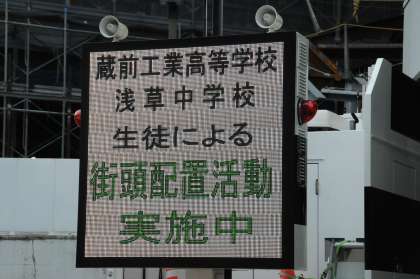 蔵前工業高等学校
浅草中学校
生徒による
街頭配置活動
実施中